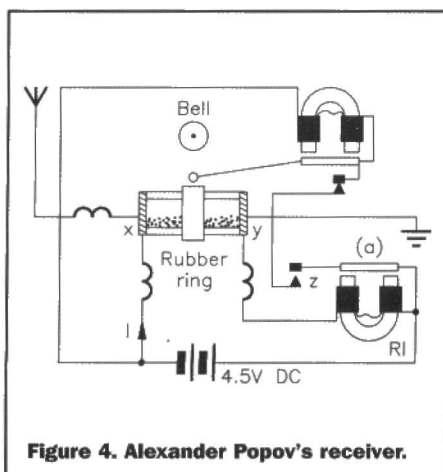 Bell
x
y
(a)
Rubber
ring
z
I
RI
4.5V DC
Figure 4. Alexander Popov's receiver.